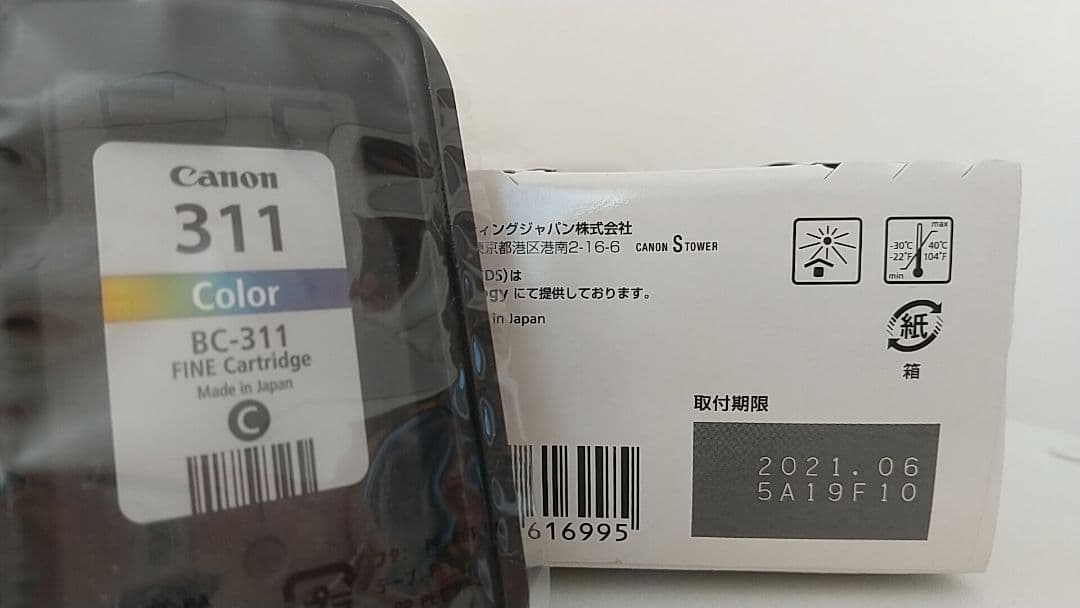 Canon
311
Color
BC-311
FINE Cartridge
Made in Japan
C
ィングジャパン株式会社
東京都港区港南2-16-6 CANON S TOWER
DS)は
gy にて提供しております。
in Japan
max
-30℃ 40℃
-22°F 104°F
min
紙
箱
取付期限
2021.06
5A19F10
616995